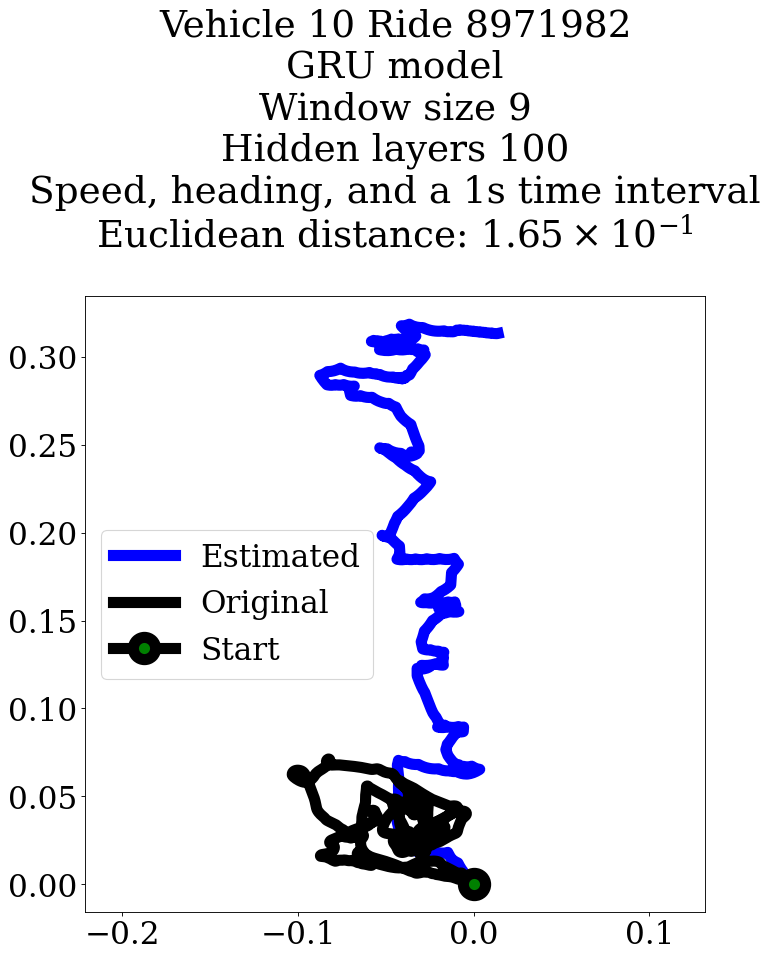 Vehicle 10 Ride 8971982
GRU model
Window size 9
Hidden layers 100
Speed, heading, and a 1s time interval
Euclidean distance: 1.65 × 10⁻¹
0.30
0.25
0.20
0.15
0.10
0.05
0.00
Estimated
Original
Start
−0.2 −0.1 0.0 0.1